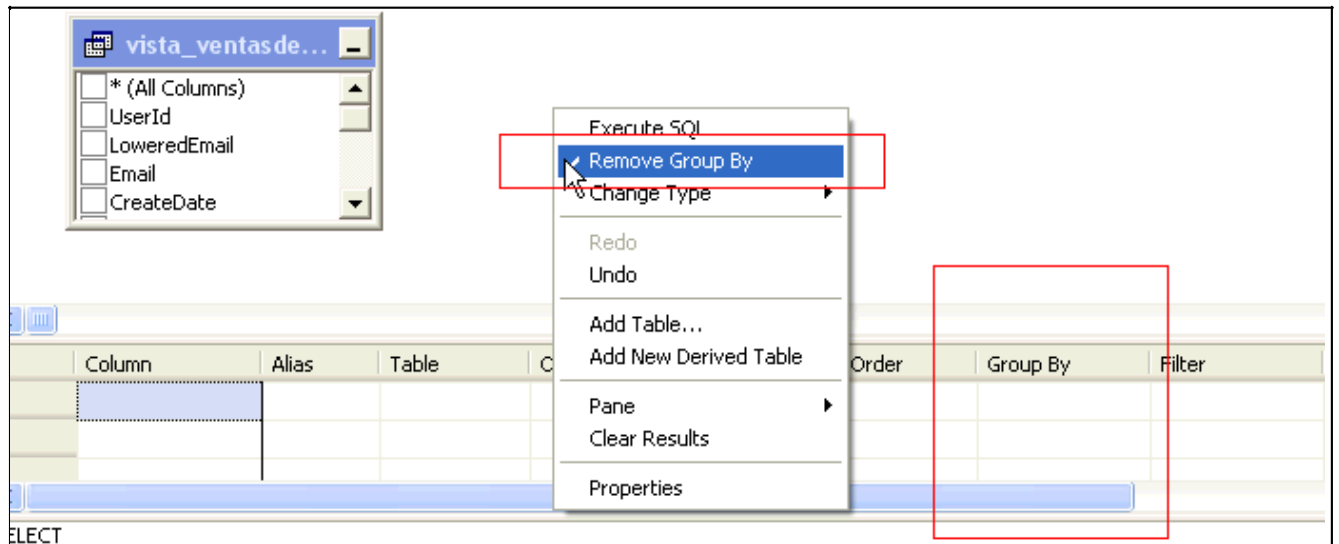 vista_ventasde...
* (All Columns)
UserId
LoweredEmail
Email
CreateDate
Execute SQL
Remove Group By
Change Type
Redo
Undo
Add Table...
Add New Derived Table
Pane
Clear Results
Properties
Column Alias Table O Order Group By Filter
ELECT